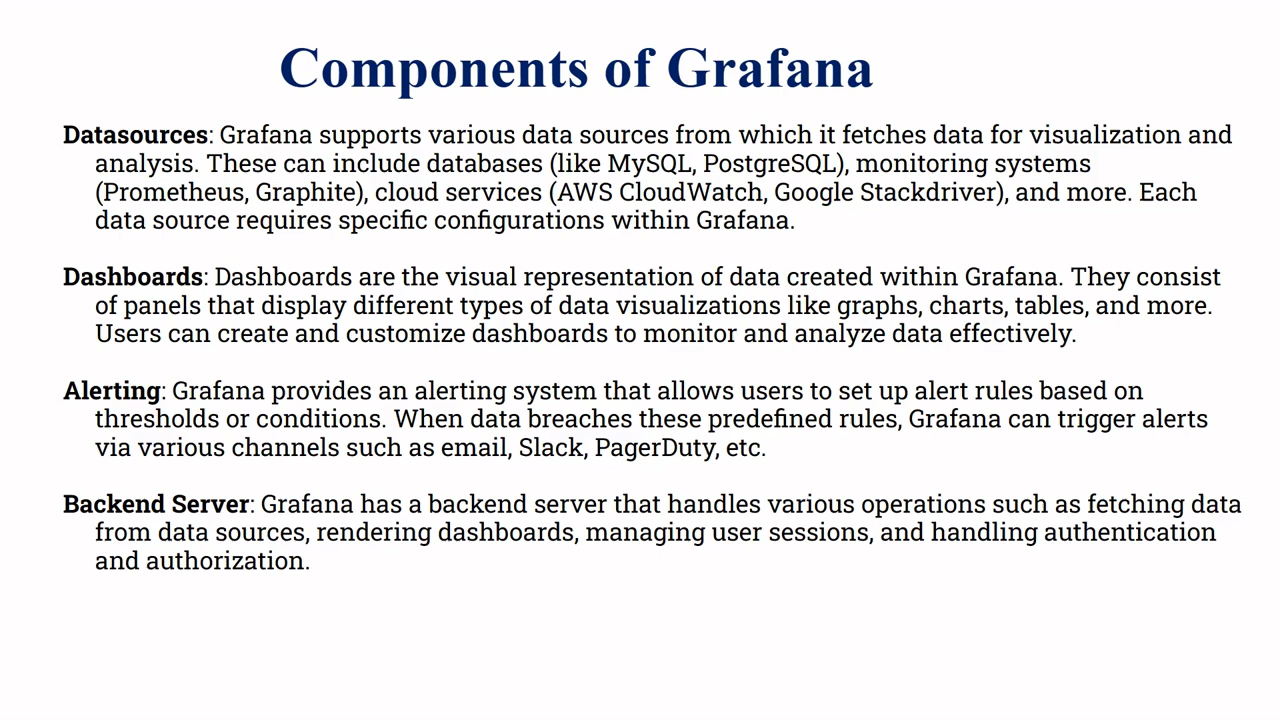 Components of Grafana
Datasources: Grafana supports various data sources from which it fetches data for visualization and
analysis. These can include databases (like MySQL, PostgreSQL), monitoring systems
(Prometheus, Graphite), cloud services (AWS CloudWatch, Google Stackdriver), and more. Each
data source requires specific configurations within Grafana.
Dashboards: Dashboards are the visual representation of data created within Grafana. They consist
of panels that display different types of data visualizations like graphs, charts, tables, and more.
Users can create and customize dashboards to monitor and analyze data effectively.
Alerting: Grafana provides an alerting system that allows users to set up alert rules based on
thresholds or conditions. When data breaches these predefined rules, Grafana can trigger alerts
via various channels such as email, Slack, PagerDuty, etc.
Backend Server: Grafana has a backend server that handles various operations such as fetching data
from data sources, rendering dashboards, managing user sessions, and handling authentication
and authorization.